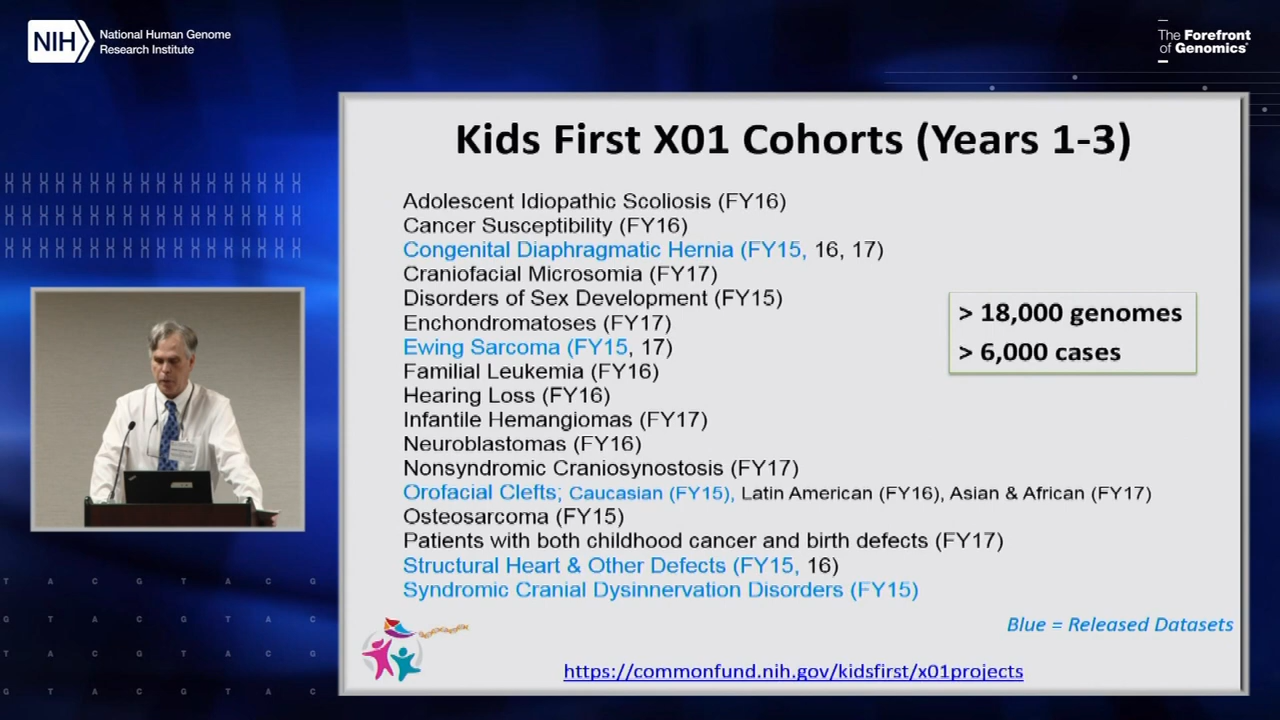 NIH
National Human Genome
Research Institute
The Forefront
of Genomics®
Kids First X01 Cohorts (Years 1-3)
Adolescent Idiopathic Scoliosis (FY16)
Cancer Susceptibility (FY16)
Congenital Diaphragmatic Hernia (FY15, 16, 17)
Craniofacial Microsomia (FY17)
Disorders of Sex Development (FY15)
Enchondromatoses (FY17)
Ewing Sarcoma (FY15, 17)
Familial Leukemia (FY16)
Hearing Loss (FY16)
Infantile Hemangiomas (FY17)
Neuroblastomas (FY16)
Nonsyndromic Craniosynostosis (FY17)
Orofacial Clefts; Caucasian (FY15), Latin American (FY16), Asian & African (FY17)
Osteosarcoma (FY15)
Patients with both childhood cancer and birth defects (FY17)
Structural Heart & Other Defects (FY15, 16)
Syndromic Cranial Dysinnervation Disorders (FY15)
> 18,000 genomes
> 6,000 cases
Blue = Released Datasets
https://commonfund.nih.gov/kidsfirst/x01projects
T A C G T A C G
G T A C G T A C
T A C G T A C G
G T A C G T A C